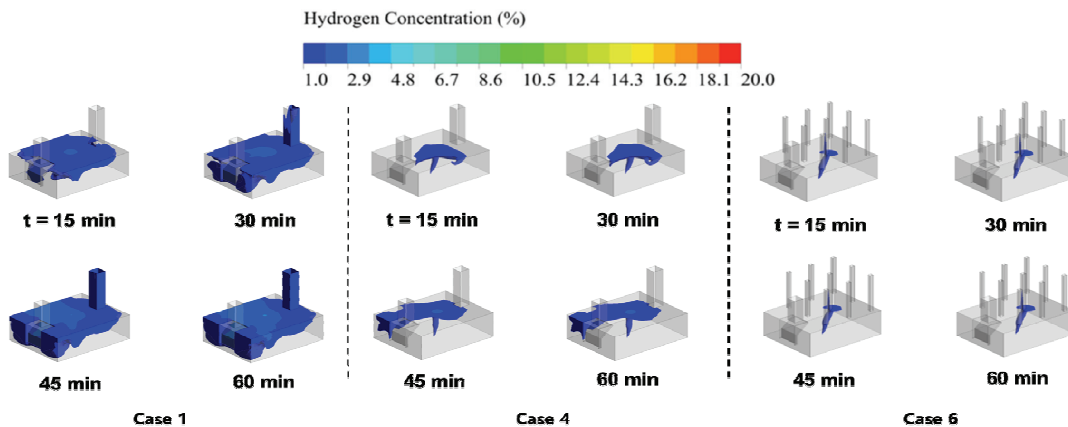 Hydrogen Concentration (%)
1.0 2.9 4.8 6.7 8.6 10.5 12.4 14.3 16.2 18.1 20.0
t = 15 min 30 min t = 15 min 30 min t = 15 min 30 min
45 min 60 min 45 min 60 min 45 min 60 min
Case 1 Case 4 Case 6